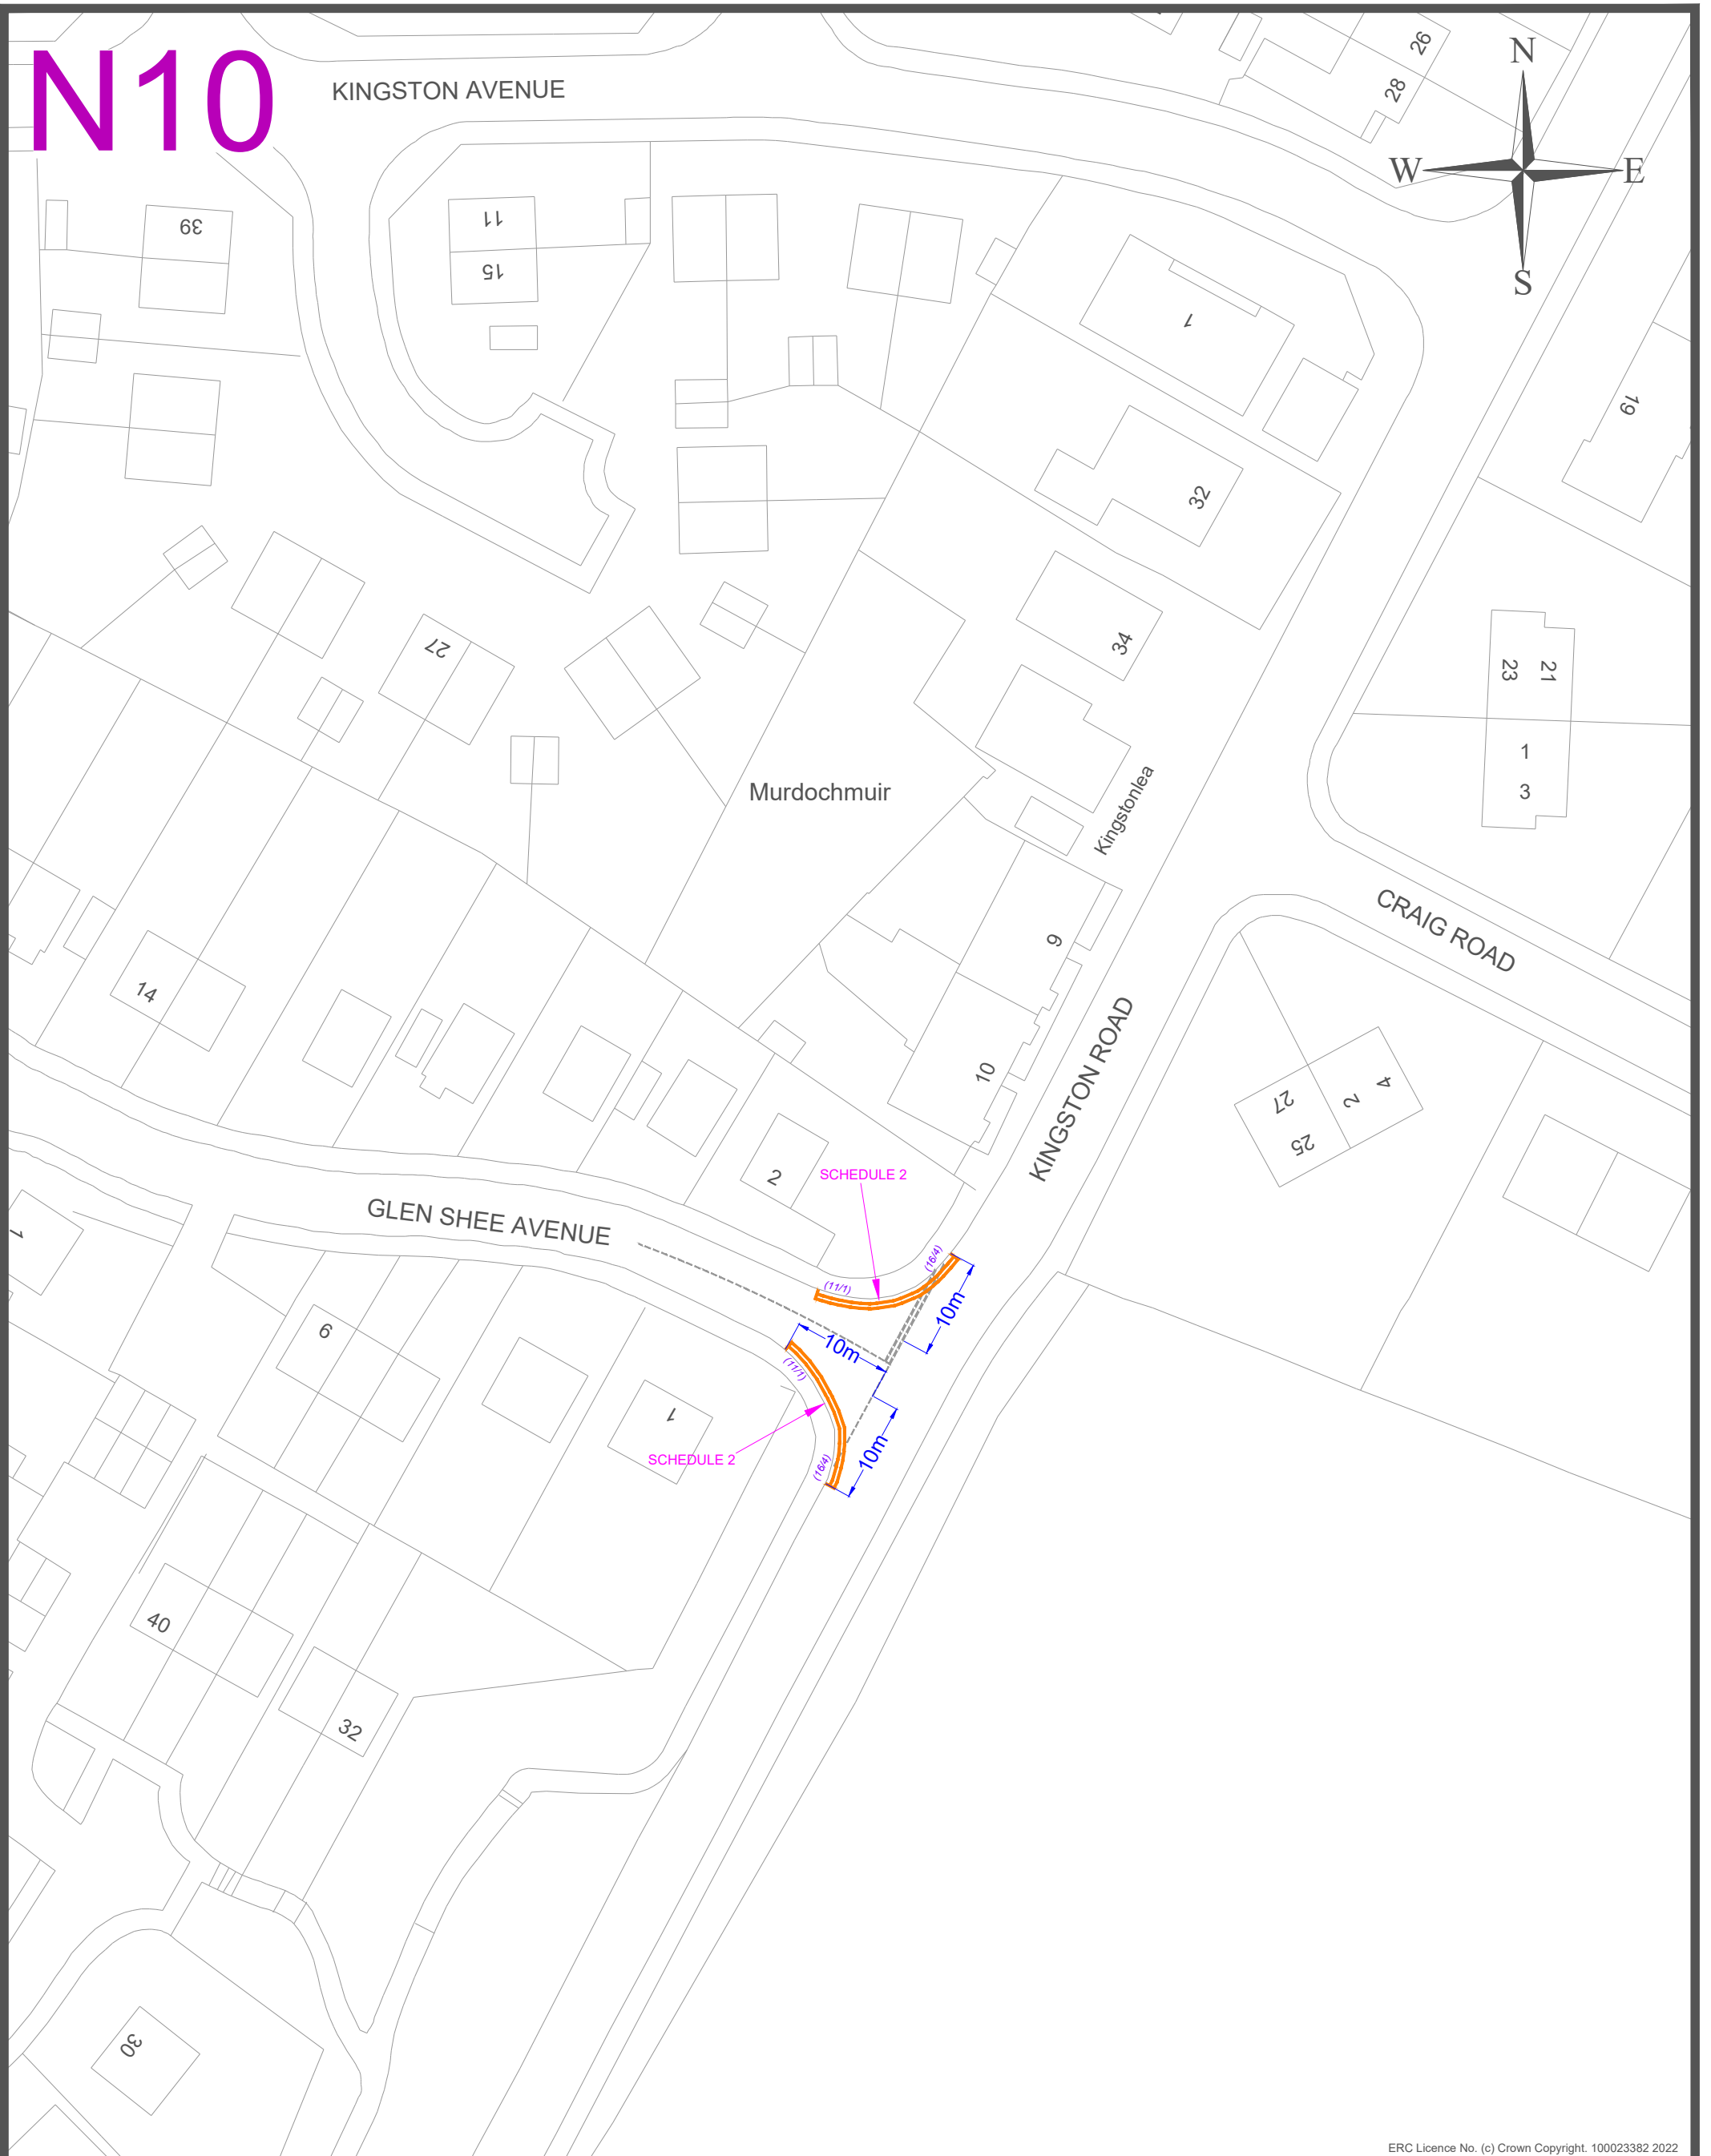 N10
KINGSTON AVENUE
26
28
N
W
E
S
39
11
15
1
19
32
34
27
23
21
1
3
Murdochmuir
Kingstonlea
CRAIG ROAD
9
14
10
KINGSTON ROAD
27
25
2
4
2
SCHEDULE 2
GLEN SHEE AVENUE
1
(11/1)
(16/4)
10m
10m
(11/1)
6
1
SCHEDULE 2
(16/4)
10m
40
32
30
ERC Licence No. (c) Crown Copyright. 100023382 2022